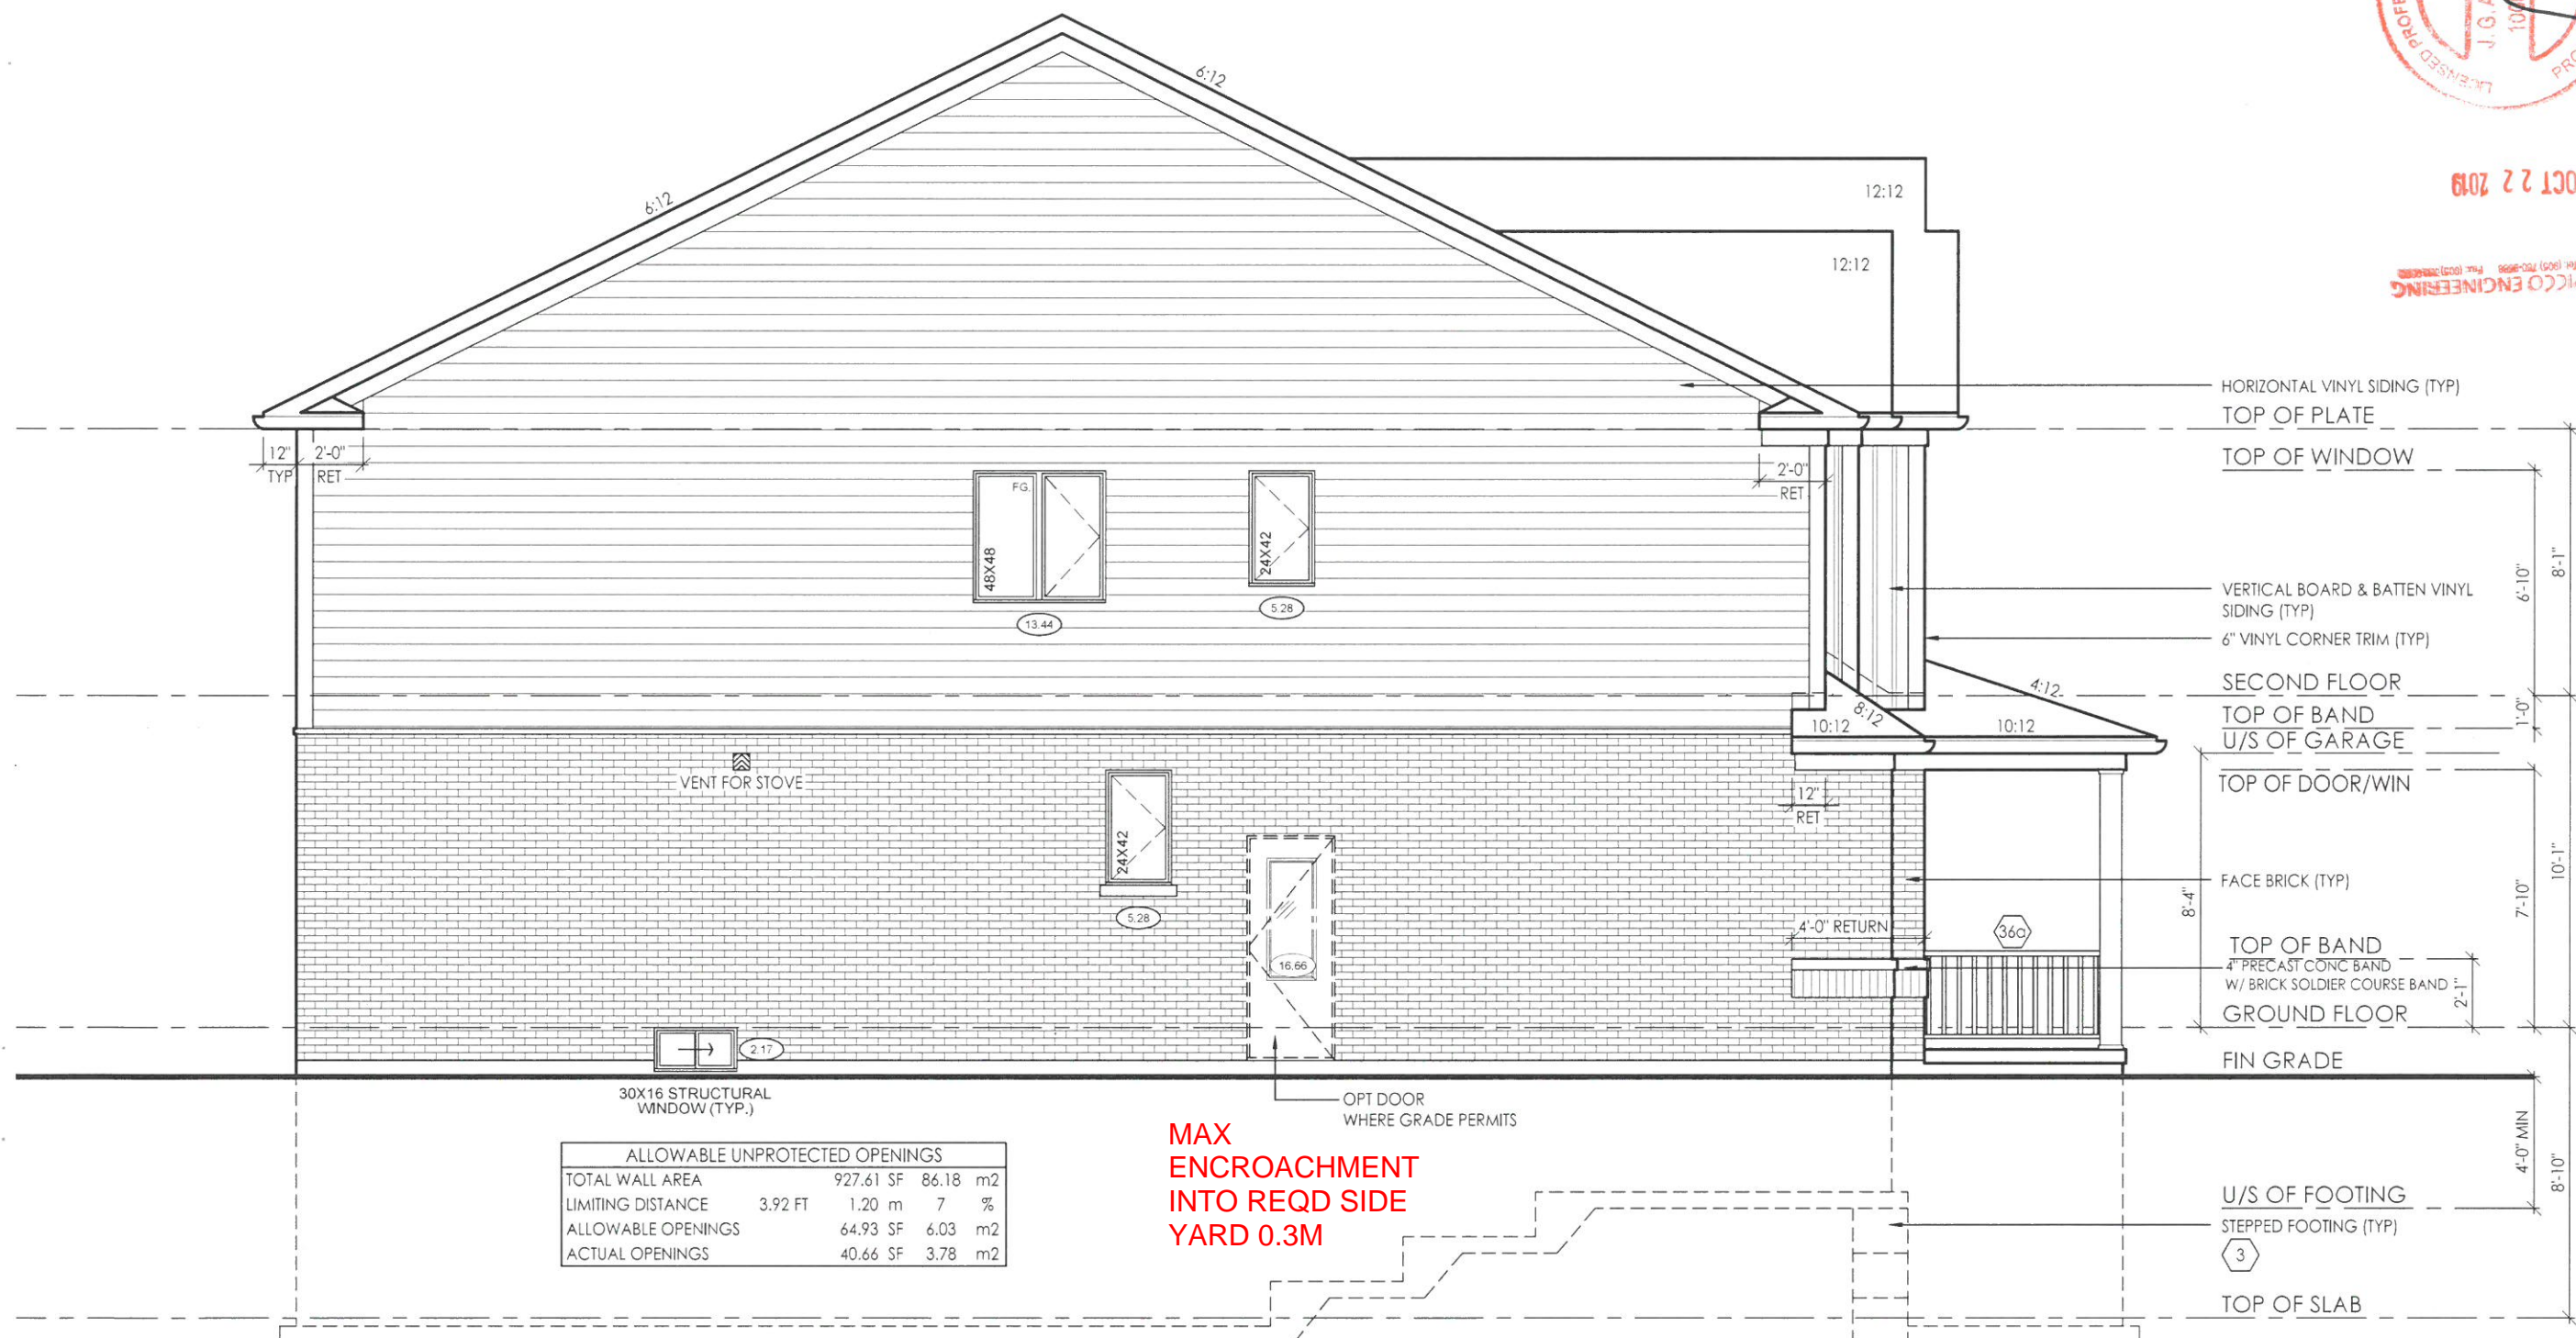 LICENSED PROFE
J.G.A
100
PRO
OCT 22 2019
PICCO ENGINEERING
6:12
6:12
12:12
12:12
HORIZONTAL VINYL SIDING (TYP)
TOP OF PLATE
12" 2'-0"
TYP RET
2'-0"
RET
TOP OF WINDOW
FG.
48X48
24X42
13.44
5.28
6'-10"
8'-1"
VERTICAL BOARD & BATTEN VINYL
SIDING (TYP)
6" VINYL CORNER TRIM (TYP)
SECOND FLOOR
4:12
8:12
TOP OF BAND
1'-0"
10:12
10:12
U/S OF GARAGE
VENT FOR STOVE
TOP OF DOOR/WIN
12"
RET
24X42
5.28
FACE BRICK (TYP)
8'-4"
7'-10"
10'-1"
4'-0" RETURN
36a
16.66
TOP OF BAND
4" PRECAST CONC BAND
W/ BRICK SOLDIER COURSE BAND
2'-1"
GROUND FLOOR
2.17
FIN GRADE
30X16 STRUCTURAL
WINDOW (TYP.)
OPT DOOR
WHERE GRADE PERMITS
MAX
ENCROACHMENT
INTO REQD SIDE
YARD 0.3M
ALLOWABLE UNPROTECTED OPENINGS
TOTAL WALL AREA 927.61 SF 86.18 m2
LIMITING DISTANCE 3.92 FT 1.20 m 7 %
ALLOWABLE OPENINGS 64.93 SF 6.03 m2
ACTUAL OPENINGS 40.66 SF 3.78 m2
4'-0" MIN
8'-10"
U/S OF FOOTING
STEPPED FOOTING (TYP)
3
TOP OF SLAB